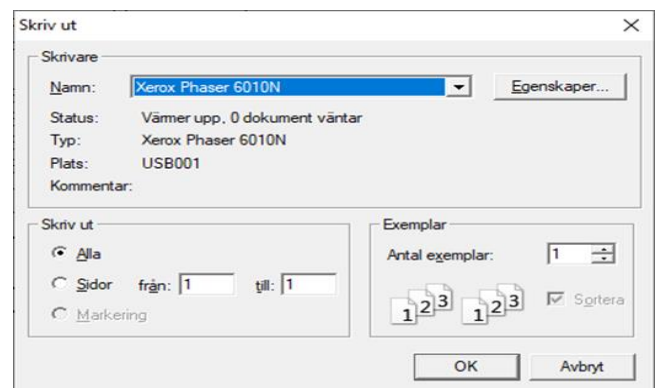 Skriv ut
Skrivare
Namn: Xerox Phaser 6010N Egenskaper...
Status: Värmer upp, 0 dokument väntar
Typ: Xerox Phaser 6010N
Plats: USB001
Kommentar:
Skriv ut
Alla
Sidor från: 1 till: 1
Markering
Exemplar
Antal exemplar: 1
1 2 3 1 2 3 Sortera
OK Avbryt